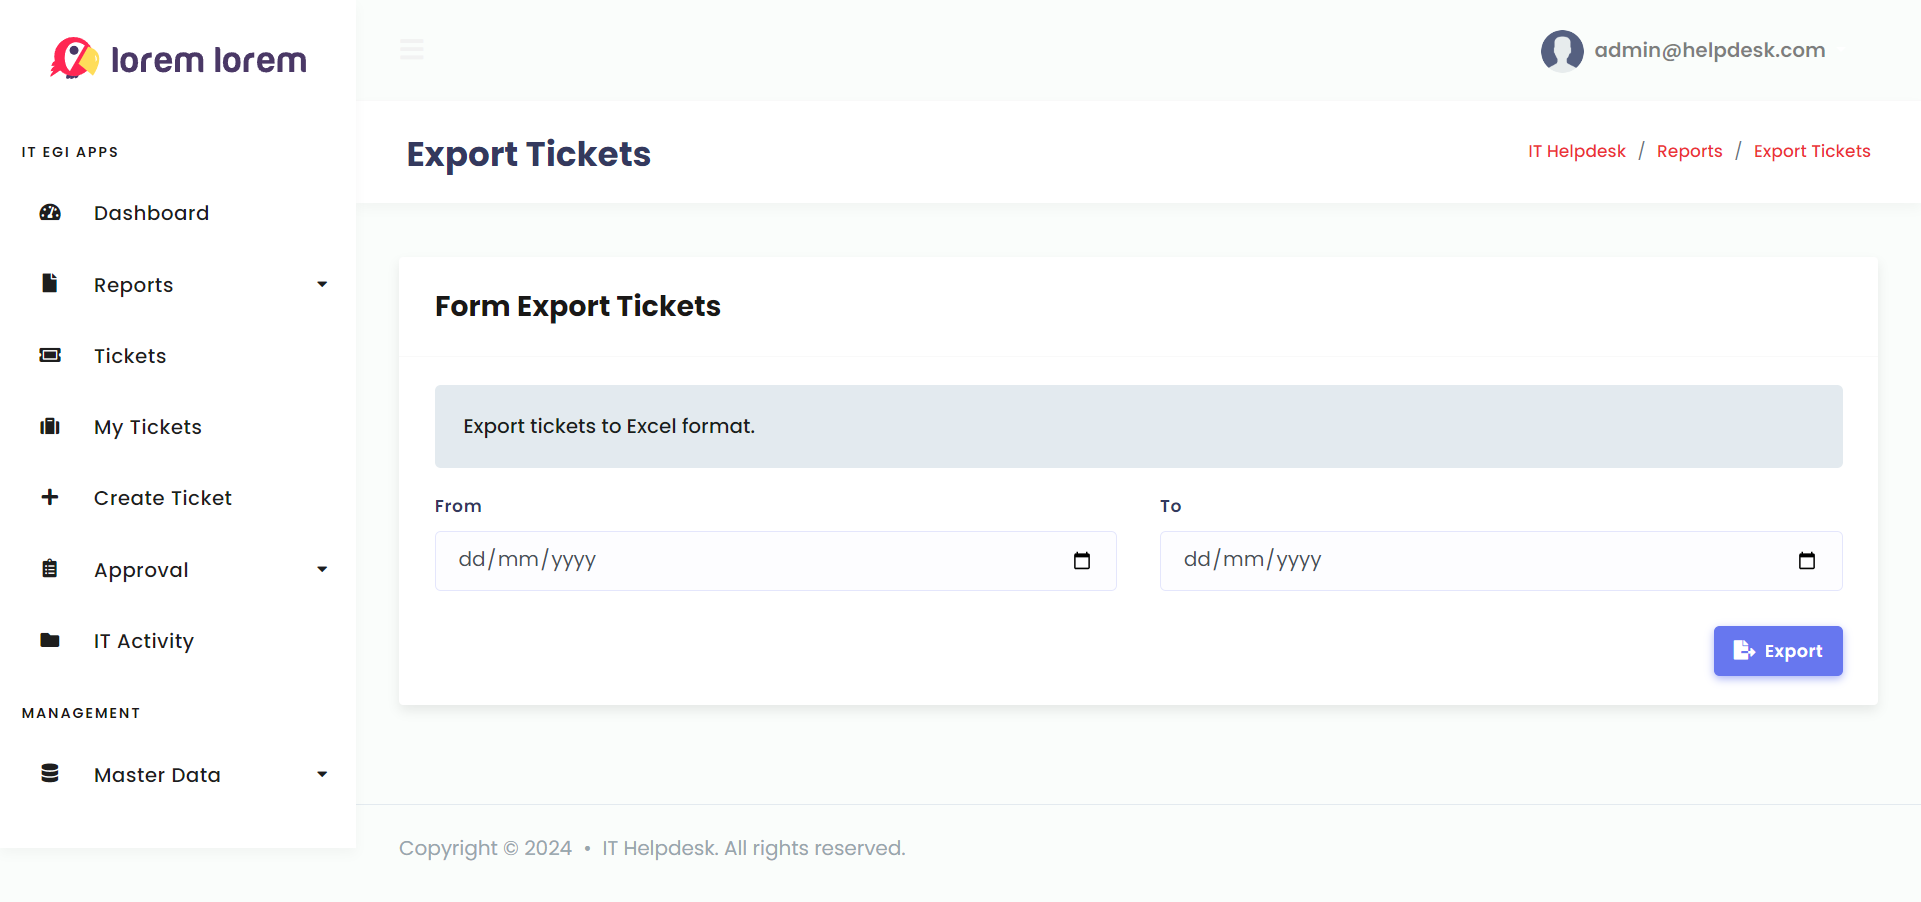 lorem lorem
admin@helpdesk.com
IT EGI APPS
Dashboard
Reports
Tickets
My Tickets
Create Ticket
Approval
IT Activity
MANAGEMENT
Master Data
Export Tickets
IT Helpdesk / Reports / Export Tickets
Form Export Tickets
Export tickets to Excel format.
From
dd/mm/yyyy
To
dd/mm/yyyy
Export
Copyright © 2024 • IT Helpdesk. All rights reserved.